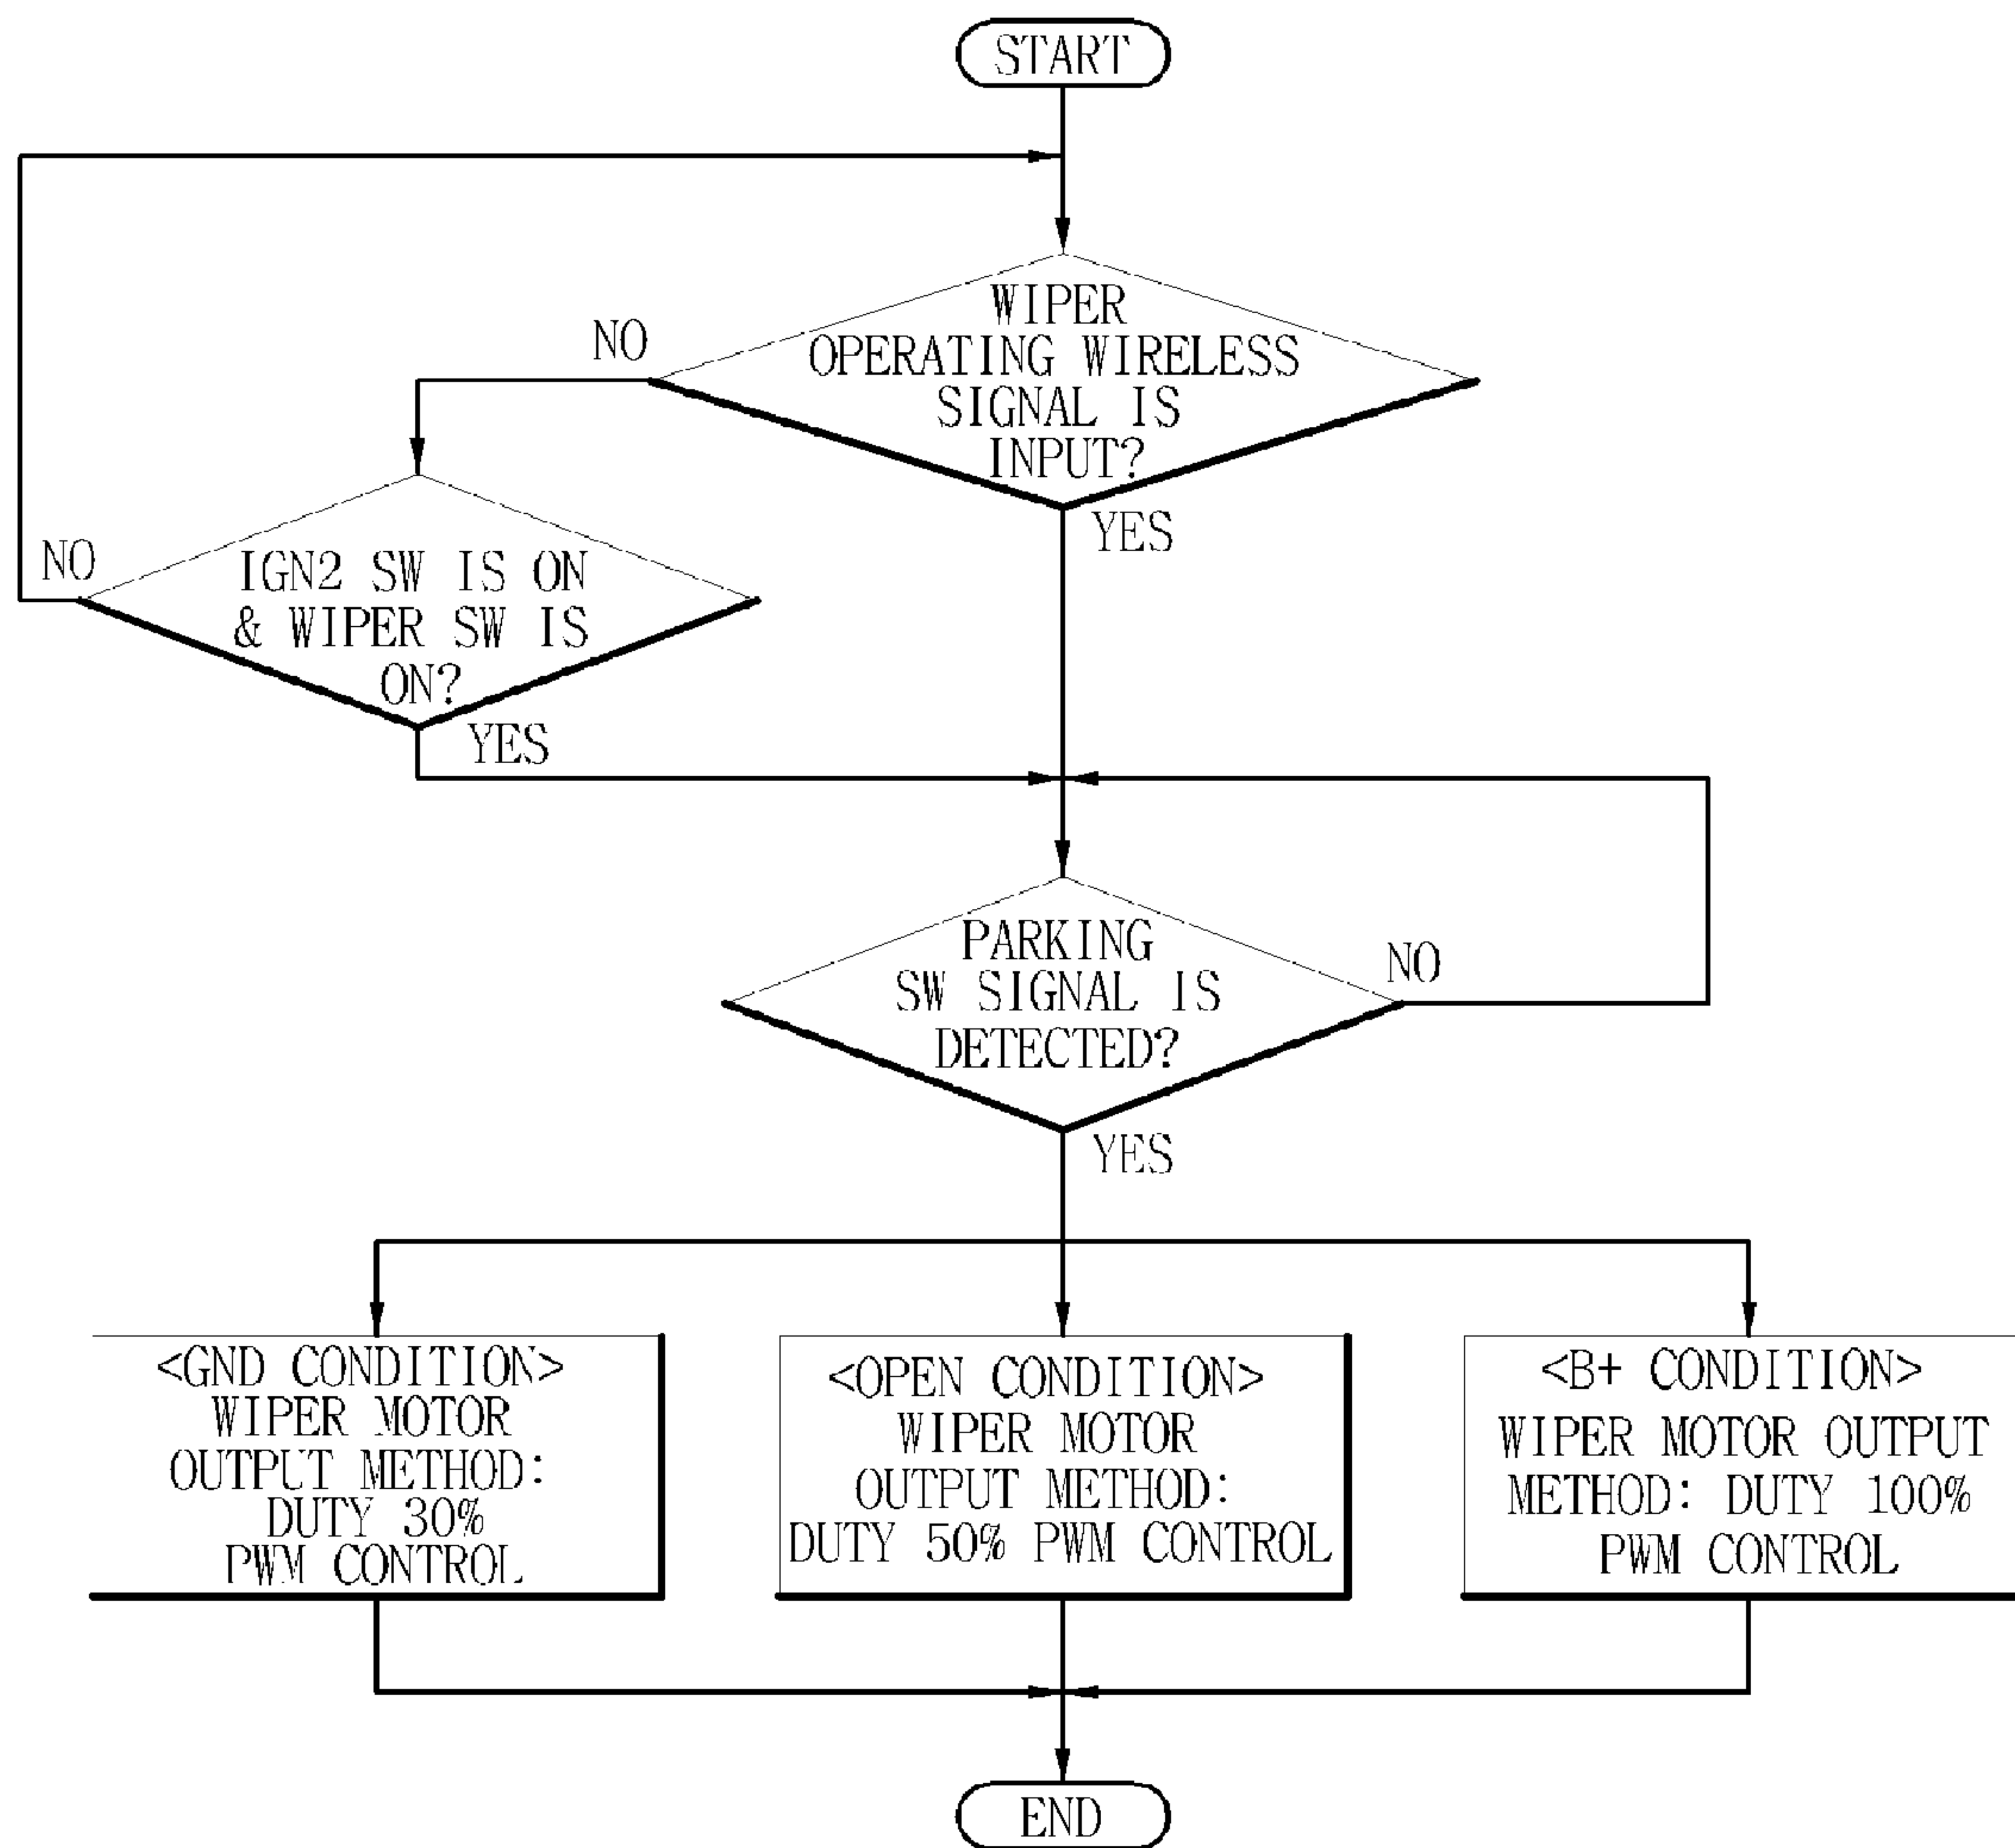 START
NO
WIPER
OPERATING WIRELESS
SIGNAL IS
INPUT?
YES
NO
IGN2 SW IS ON
& WIPER SW IS
ON?
YES
PARKING
SW SIGNAL IS
DETECTED?
NO
YES
<GND CONDITION>
WIPER MOTOR
OUTPUT METHOD:
DUTY 30%
PWM CONTROL
<OPEN CONDITION>
WIPER MOTOR
OUTPUT METHOD:
DUTY 50% PWM CONTROL
<B+ CONDITION>
WIPER MOTOR OUTPUT
METHOD: DUTY 100%
PWM CONTROL
END